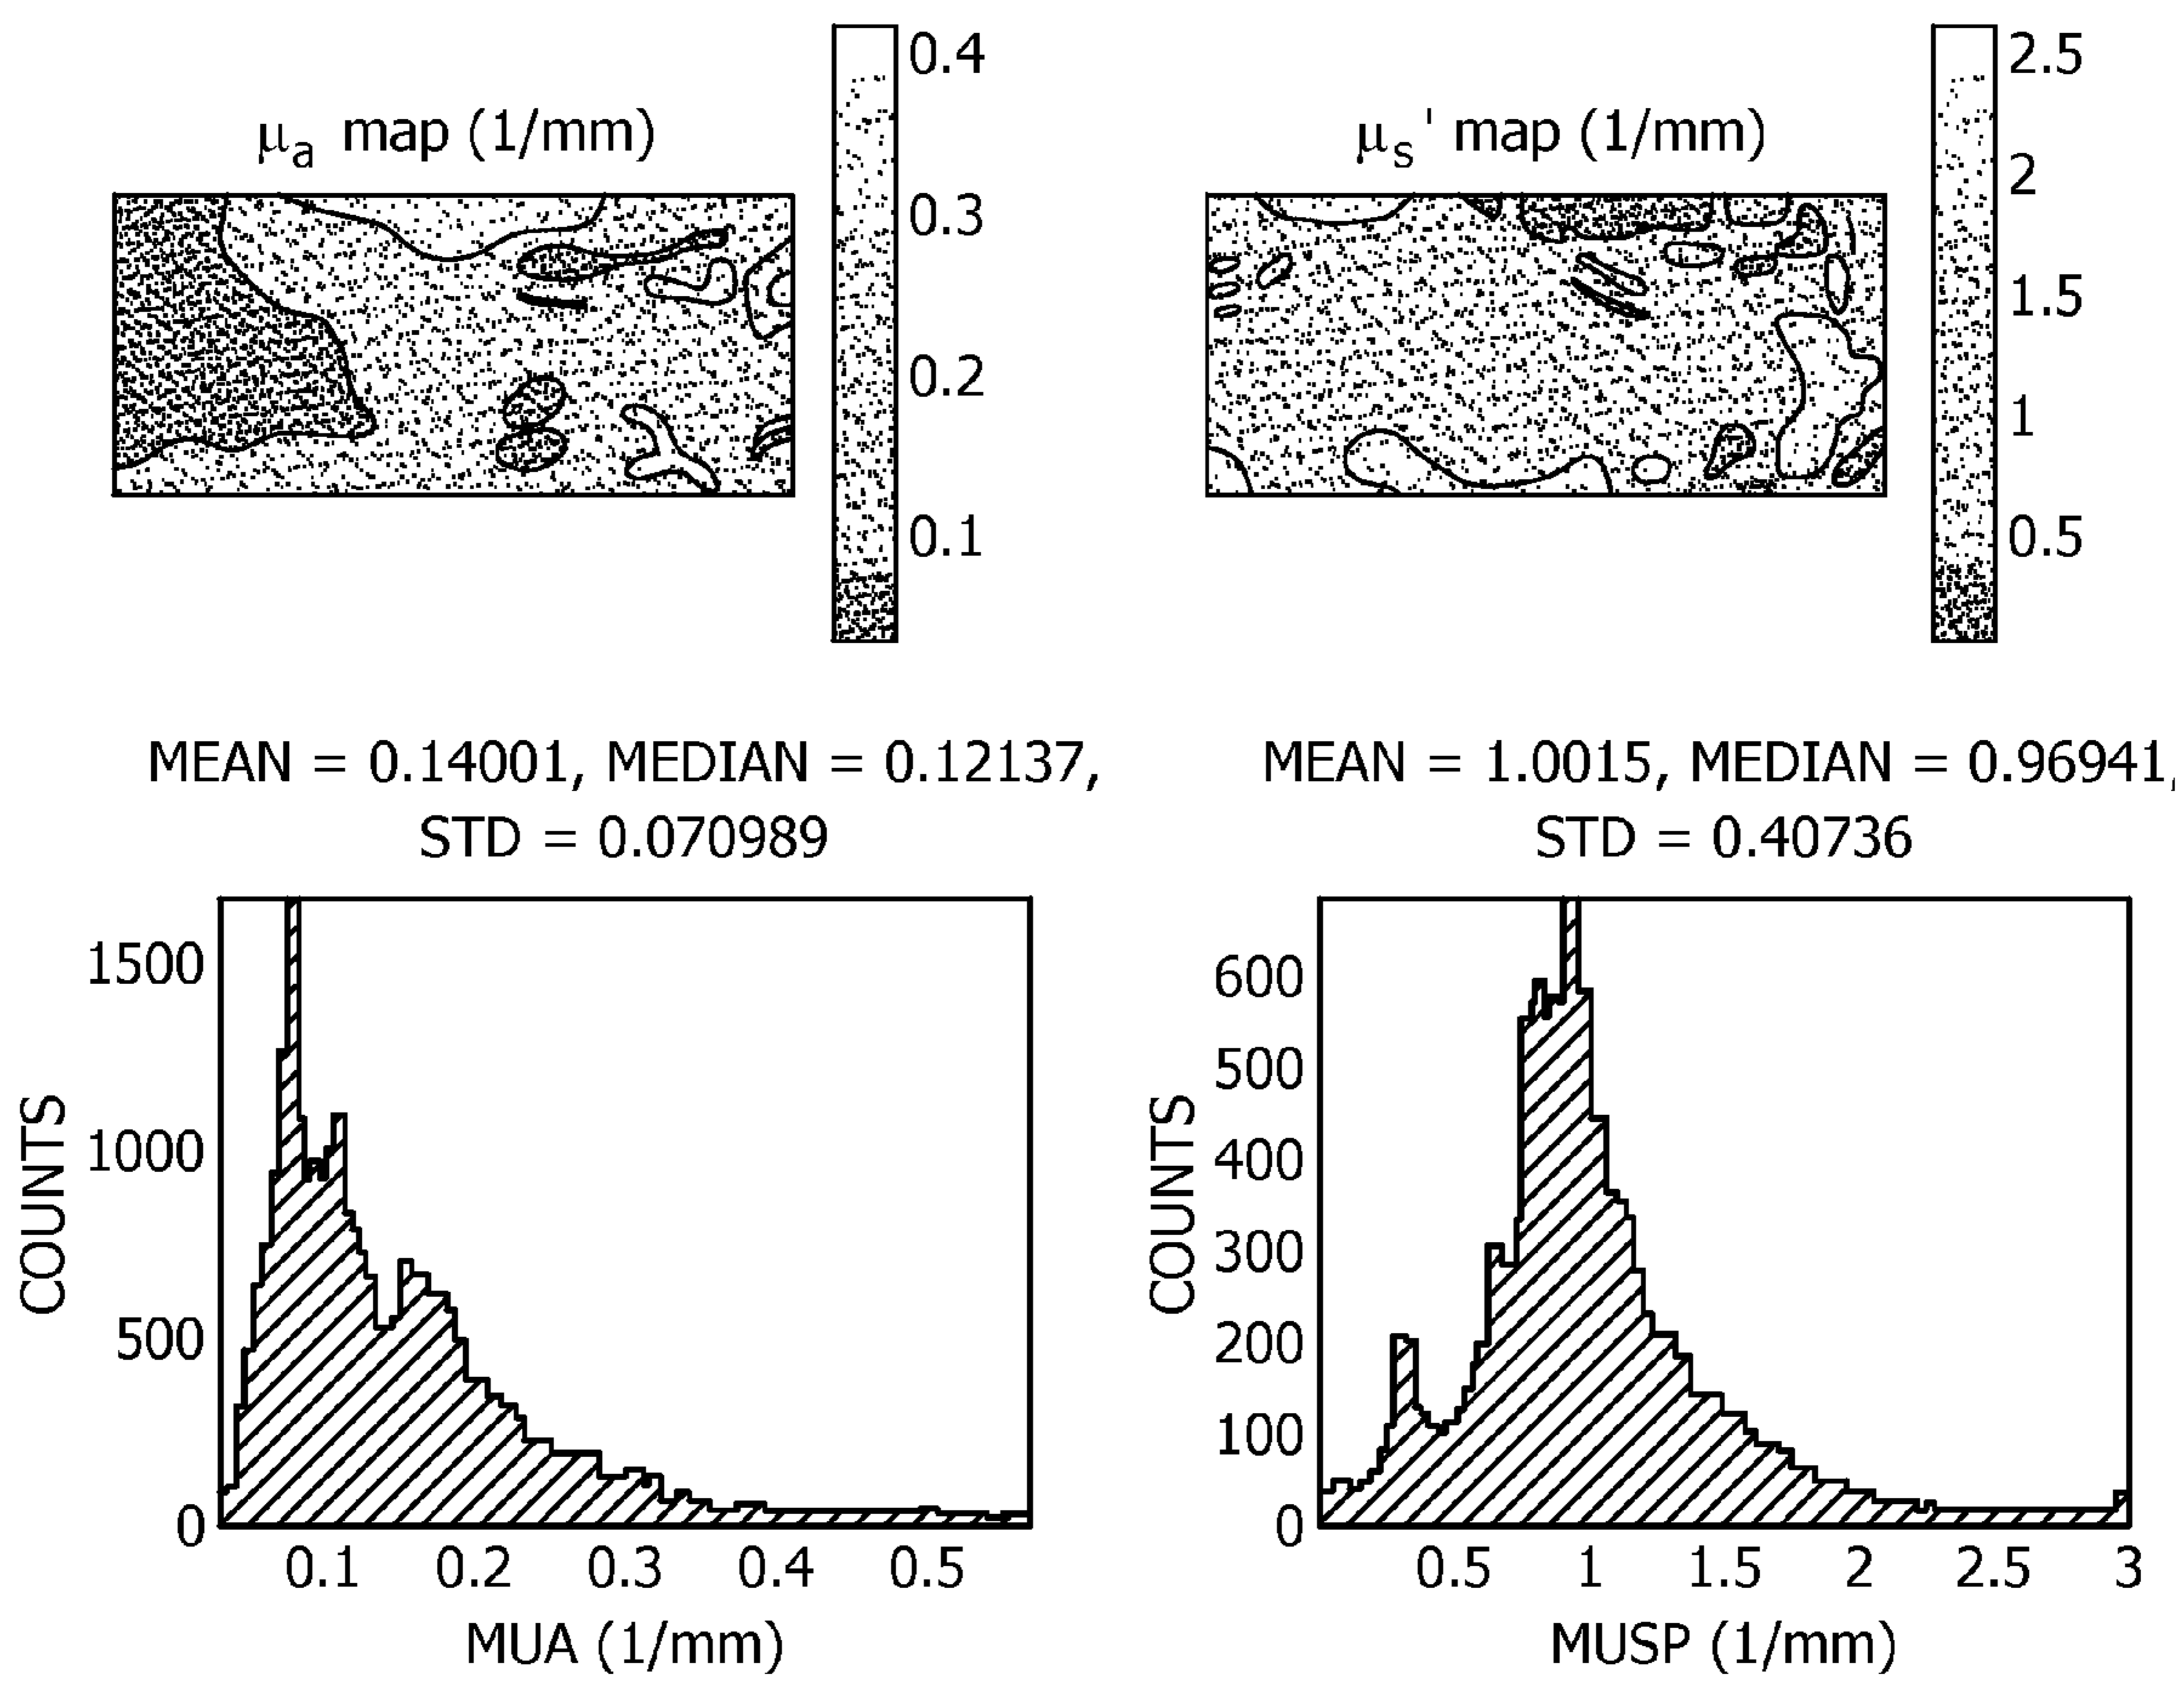 μa map (1/mm)
0.4
0.3
0.2
0.1
μs' map (1/mm)
2.5
2
1.5
1
0.5
MEAN = 0.14001, MEDIAN = 0.12137,
STD = 0.070989
MEAN = 1.0015, MEDIAN = 0.96941,
STD = 0.40736
COUNTS
1500
1000
500
0
0.1 0.2 0.3 0.4 0.5
MUA (1/mm)
COUNTS
600
500
400
300
200
100
0
0.5 1 1.5 2 2.5 3
MUSP (1/mm)